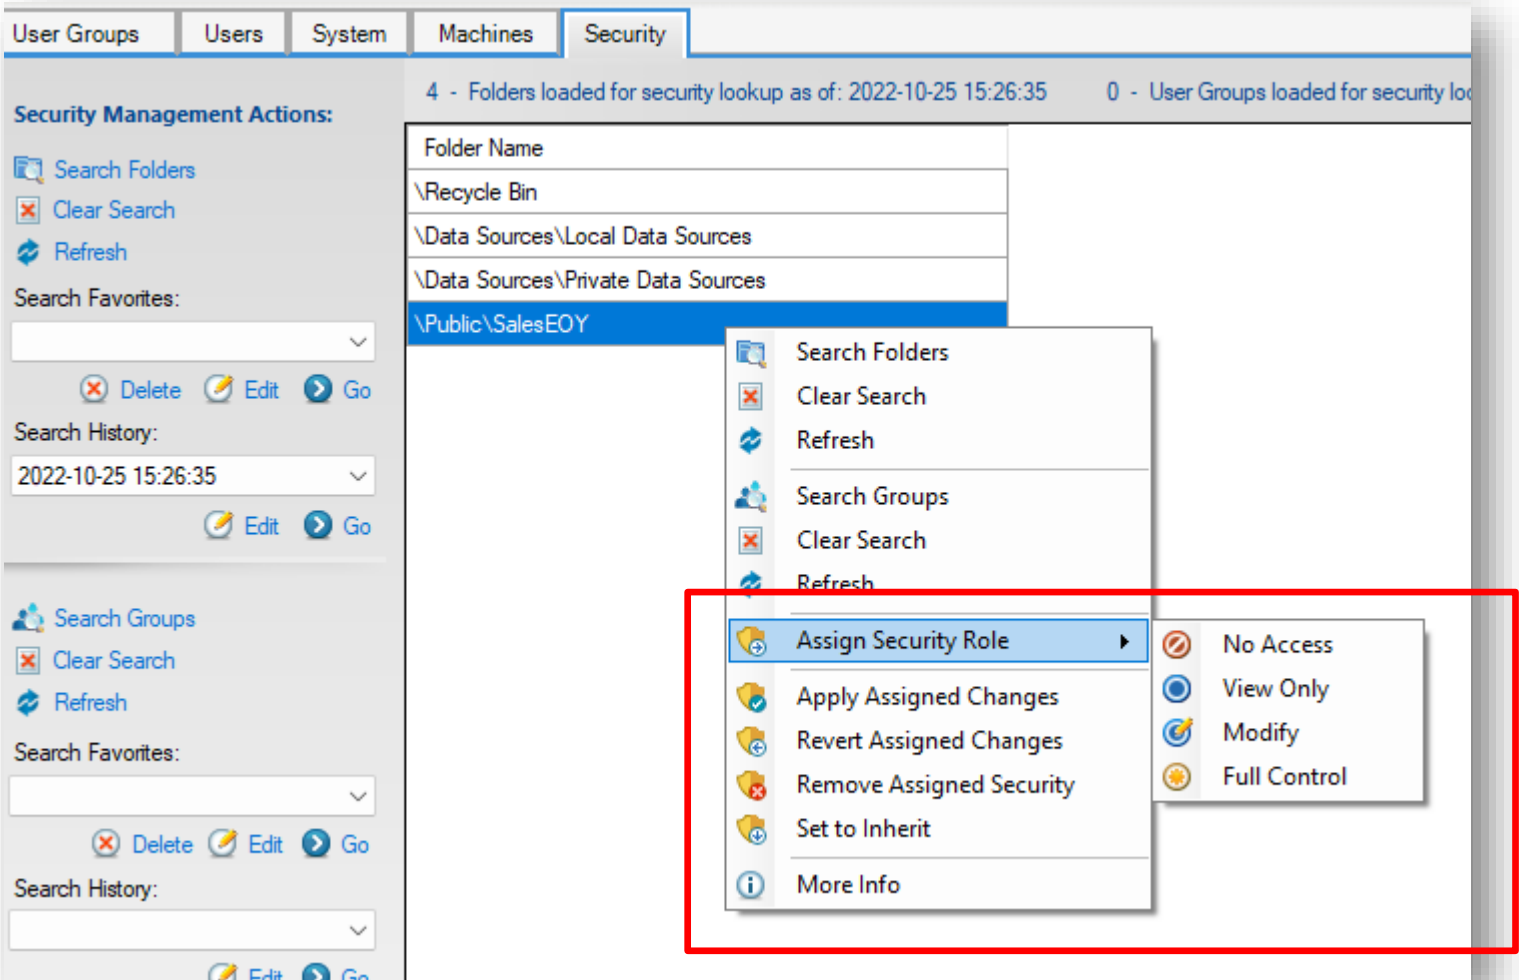 User Groups Users System Machines Security
4 - Folders loaded for security lookup as of: 2022-10-25 15:26:35 0 - User Groups loaded for security
Security Management Actions:
Search Folders
Clear Search
Refresh
Search Favorites:
Delete Edit Go
Search History:
2022-10-25 15:26:35
Edit Go
Search Groups
Clear Search
Refresh
Search Favorites:
Delete Edit Go
Search History:
Edit Go
Folder Name
\Recycle Bin
\Data Sources\Local Data Sources
\Data Sources\Private Data Sources
\Public\SalesEOY
Search Folders
Clear Search
Refresh
Search Groups
Clear Search
Refresh
Assign Security Role
Apply Assigned Changes
Revert Assigned Changes
Remove Assigned Security
Set to Inherit
More Info
No Access
View Only
Modify
Full Control